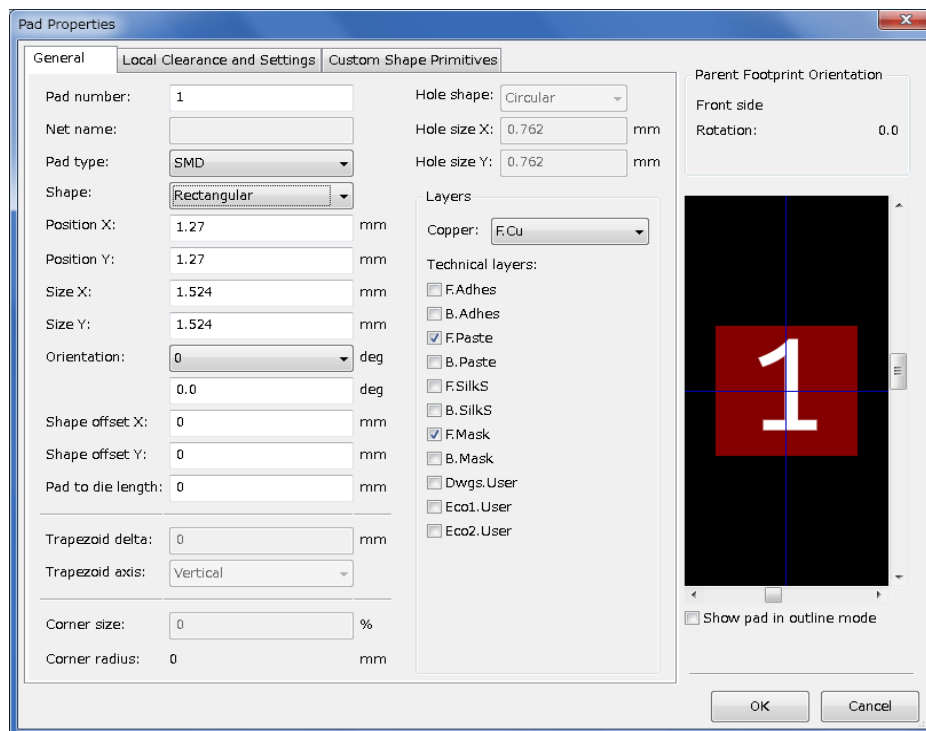 Pad Properties
General
Local Clearance and Settings
Custom Shape Primitives
Pad number: 1
Net name:
Pad type: SMD
Shape: Rectangular
Position X: 1.27 mm
Position Y: 1.27 mm
Size X: 1.524 mm
Size Y: 1.524 mm
Orientation: 0 deg
0.0 deg
Shape offset X: 0 mm
Shape offset Y: 0 mm
Pad to die length: 0 mm
Trapezoid delta: 0 mm
Trapezoid axis: Vertical
Corner size: 0 %
Corner radius: 0 mm
Hole shape: Circular
Hole size X: 0.762 mm
Hole size Y: 0.762 mm
Layers
Copper: F.Cu
Technical layers:
F.Adhes
B.Adhes
F.Paste
B.Paste
F.SilkS
B.SilkS
F.Mask
B.Mask
Dwgs.User
Eco1.User
Eco2.User
Parent Footprint Orientation
Front side
Rotation: 0.0
1
Show pad in outline mode
OK
Cancel